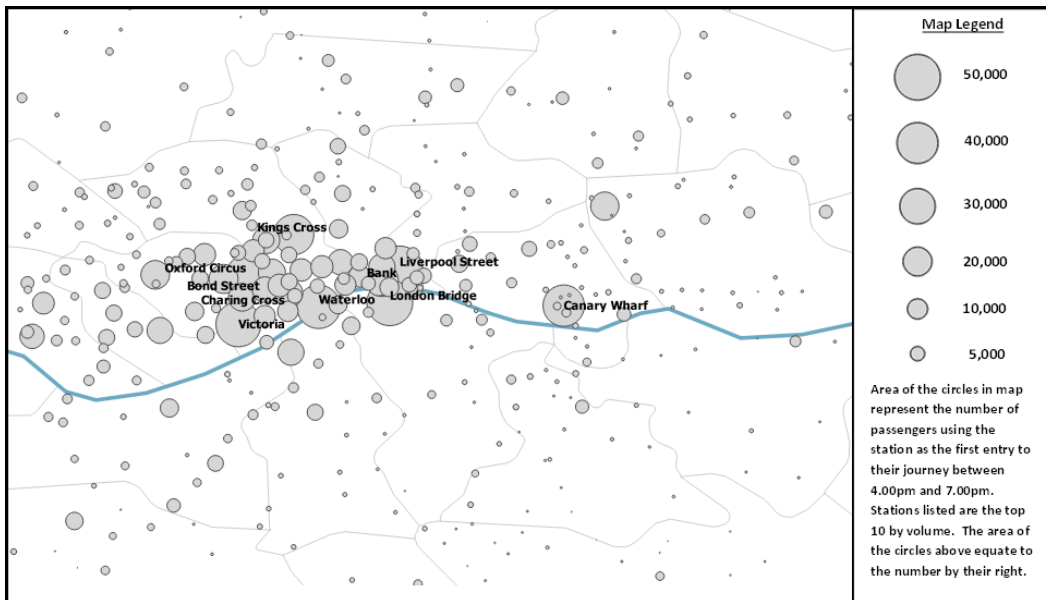 Map Legend
50,000
40,000
30,000
20,000
10,000
5,000
Kings Cross
Oxford Circus
Liverpool Street
Bank
Bond Street
Charing Cross
Waterloo
London Bridge
Canary Wharf
Victoria
Area of the circles in map
represent the number of
passengers using the
station as the first entry to
their journey between
4.00pm and 7.00pm.
Stations listed are the top
10 by volume.  The area of
the circles above equate to
the number by their right.